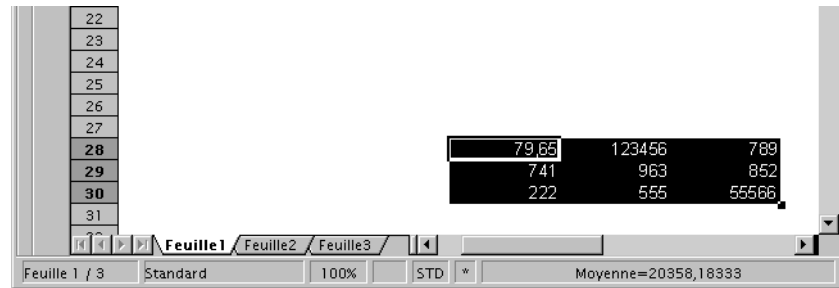 22
23
24
25
26
27
28 79,65 123456 789
29 741 963 852
30 222 555 55566
31
Feuille1 Feuille2 Feuille3
Feuille 1 / 3 Standard 100% STD * Moyenne=20358,18333